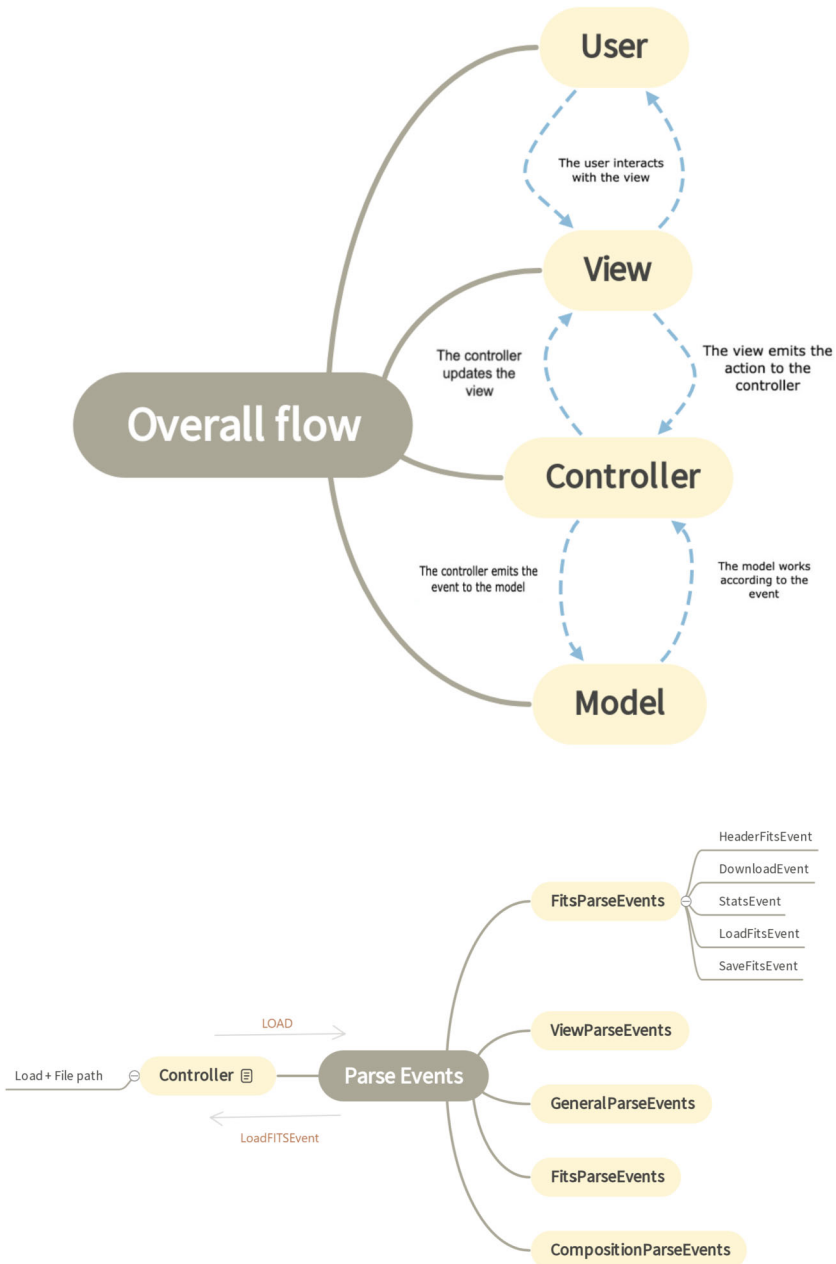 User
The user interacts
with the view
View
The controller
updates the
view
The view emits the
action to the
controller
Overall flow
Controller
The controller emits the
event to the model
The model works
according to the
event
Model
HeaderFitsEvent
DownloadEvent
FitsParseEvents
StatsEvent
LoadFitsEvent
SaveFitsEvent
LOAD
ViewParseEvents
Load + File path
Controller
Parse Events
GeneralParseEvents
LoadFITSEvent
FitsParseEvents
CompositionParseEvents